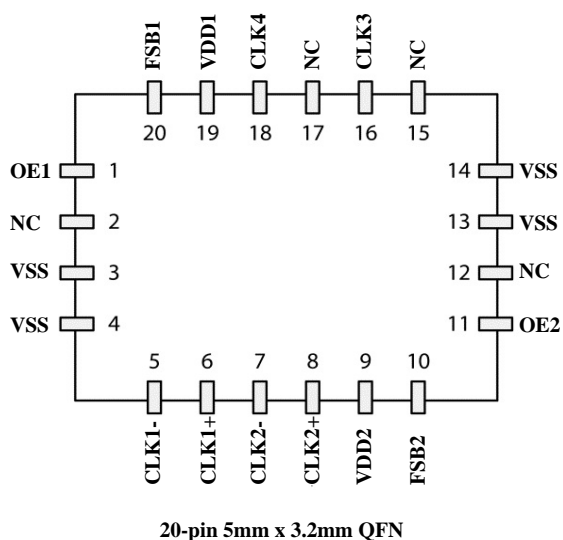 FSB1 VDD1 CLK4 NC CLK3 NC
20 19 18 17 16 15
OE1 1 14 VSS
NC 2 13 VSS
VSS 3 12 NC
VSS 4 11 OE2
5 6 7 8 9 10
CLK1- CLK1+ CLK2- CLK2+ VDD2 FSB2
20-pin 5mm x 3.2mm QFN